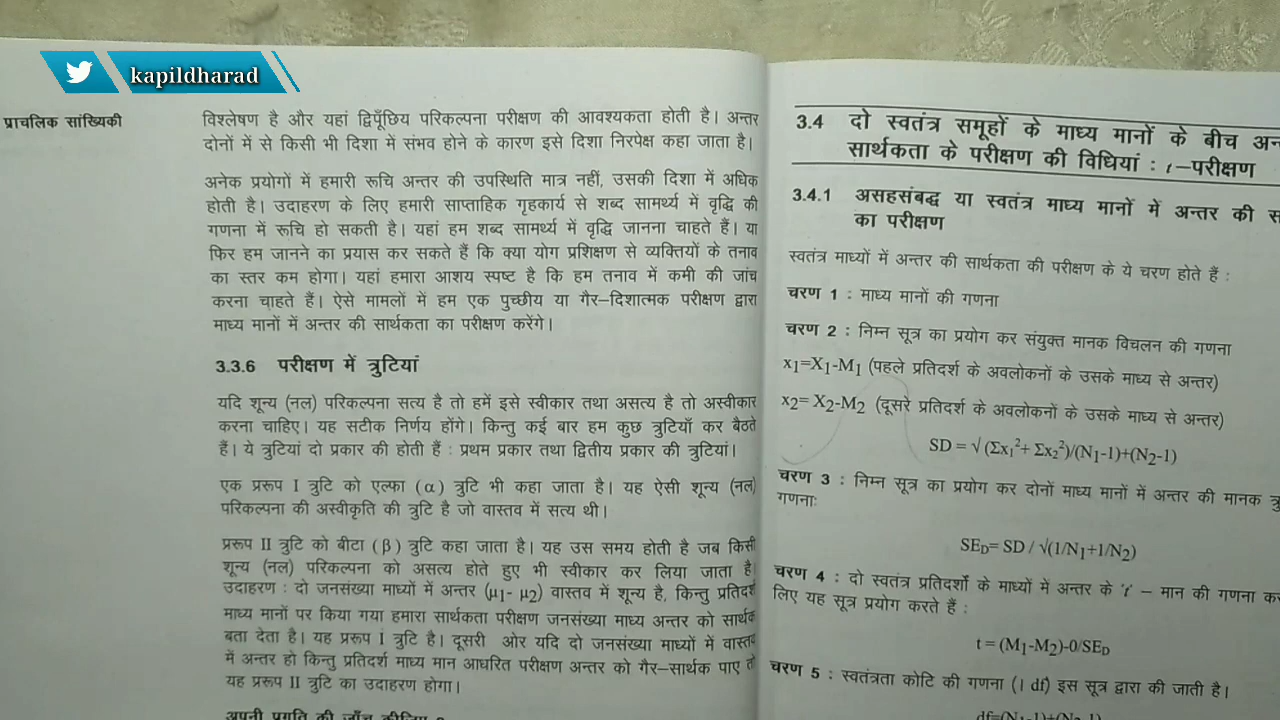 kapildharad
प्राचलिक सांख्यिकी
विश्लेषण है और यहां द्विपूँछिय परिकल्पना परीक्षण की आवश्यकता होती है। अन्तर
दोनों में से किसी भी दिशा में संभव होने के कारण इसे दिशा निरपेक्ष कहा जाता है।
अनेक प्रयोगों में हमारी रूचि अन्तर की उपस्थिति मात्र नहीं, उसकी दिशा में अधिक
होती है। उदाहरण के लिए हमारी साप्ताहिक गृहकार्य से शब्द सामर्थ्य में वृद्धि की
गणना में रूचि हो सकती है। यहां हम शब्द सामर्थ्य में वृद्धि जानना चाहते हैं। या
फिर हम जानने का प्रयास कर सकते हैं कि क्या योग प्रशिक्षण से व्यक्तियों के तनाव
का स्तर कम होगा। यहां हमारा आशय स्पष्ट है कि हम तनाव में कमी की जांच
करना चाहते हैं। ऐसे मामलों में हम एक पुच्छीय या गैर–दिशात्मक परीक्षण द्वारा
माध्य मानों में अन्तर की सार्थकता का परीक्षण करेंगे।
3.3.6 परीक्षण में त्रुटियां
यदि शून्य (नल) परिकल्पना सत्य है तो हमें इसे स्वीकार तथा असत्य है तो अस्वीकार
करना चाहिए। यह सटीक निर्णय होंगे। किन्तु कई बार हम कुछ त्रुटियाँ कर बैठते
हैं। ये त्रुटियां दो प्रकार की होती हैं : प्रथम प्रकार तथा द्वितीय प्रकार की त्रुटियां।
एक प्ररूप I त्रुटि को एल्फा (α) त्रुटि भी कहा जाता है। यह ऐसी शून्य (नल)
परिकल्पना की अस्वीकृति की त्रुटि है जो वास्तव में सत्य थी।
प्ररूप II त्रुटि को बीटा (β) त्रुटि कहा जाता है। यह उस समय होती है जब किसी
शून्य (नल) परिकल्पना को असत्य होते हुए भी स्वीकार कर लिया जाता है
उदाहरण : दो जनसंख्या माध्यों में अन्तर (μ1- μ2) वास्तव में शून्य है, किन्तु प्रतिदर्श
माध्य मानों पर किया गया हमारा सार्थकता परीक्षण जनसंख्या माध्य अन्तर को सार्थक
बता देता है। यह प्ररूप I त्रुटि है। दूसरी ओर यदि दो जनसंख्या माध्यों में वास्तव
में अन्तर हो किन्तु प्रतिदर्श माध्य मान आधारित परीक्षण अन्तर को गैर–सार्थक पाए तो
यह प्ररूप II त्रुटि का उदाहरण होगा।
अपनी प्रगति की जाँच कीजिए
3.4 दो स्वतंत्र समूहों के माध्य मानों के बीच
सार्थकता के परीक्षण की विधियां : t–परीक्षण
3.4.1 असहसंबद्ध या स्वतंत्र माध्य मानों में अन्तर की
का परीक्षण
स्वतंत्र माध्यों में अन्तर की सार्थकता की परीक्षण के ये चरण होते हैं :
चरण 1 : माध्य मानों की गणना
चरण 2 : निम्न सूत्र का प्रयोग कर संयुक्त मानक विचलन की गणना
x1=X1-M1 (पहले प्रतिदर्श के अवलोकनों के उसके माध्य से अन्तर)
x2= X2-M2 (दूसरे प्रतिदर्श के अवलोकनों के उसके माध्य से अन्तर)
SD = √ (Σx1²+ Σx2²)/(N1-1)+(N2-1)
चरण 3 : निम्न सूत्र का प्रयोग कर दोनों माध्य मानों में अन्तर की मानक
गणनाः
SED= SD / √(1/N1+1/N2)
चरण 4 : दो स्वतंत्र प्रतिदर्शों के माध्यों में अन्तर के 't' – मान की गणना
लिए यह सूत्र प्रयोग करते हैं :
t = (M1-M2)-0/SED
चरण 5 : स्वतंत्रता कोटि की गणना (। df) इस सूत्र द्वारा की जाती है।
df=(N1-1)+(N2-1)